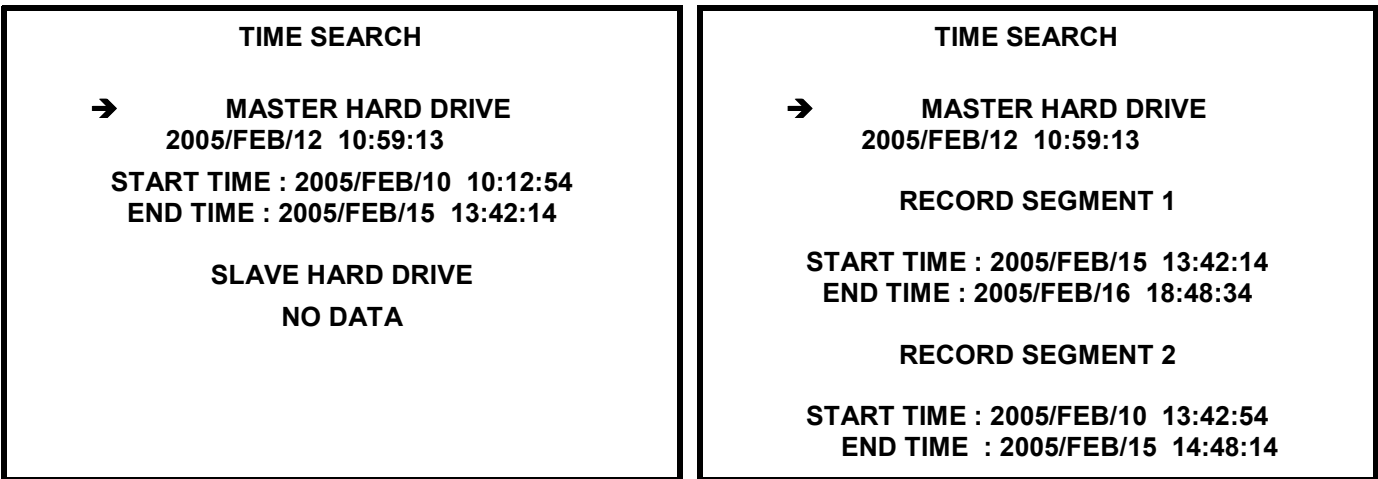 TIME SEARCH
➔ MASTER HARD DRIVE
2005/FEB/12 10:59:13
START TIME : 2005/FEB/10 10:12:54
END TIME : 2005/FEB/15 13:42:14
SLAVE HARD DRIVE
NO DATA
TIME SEARCH
➔ MASTER HARD DRIVE
2005/FEB/12 10:59:13
RECORD SEGMENT 1
START TIME : 2005/FEB/15 13:42:14
END TIME : 2005/FEB/16 18:48:34
RECORD SEGMENT 2
START TIME : 2005/FEB/10 13:42:54
END TIME : 2005/FEB/15 14:48:14